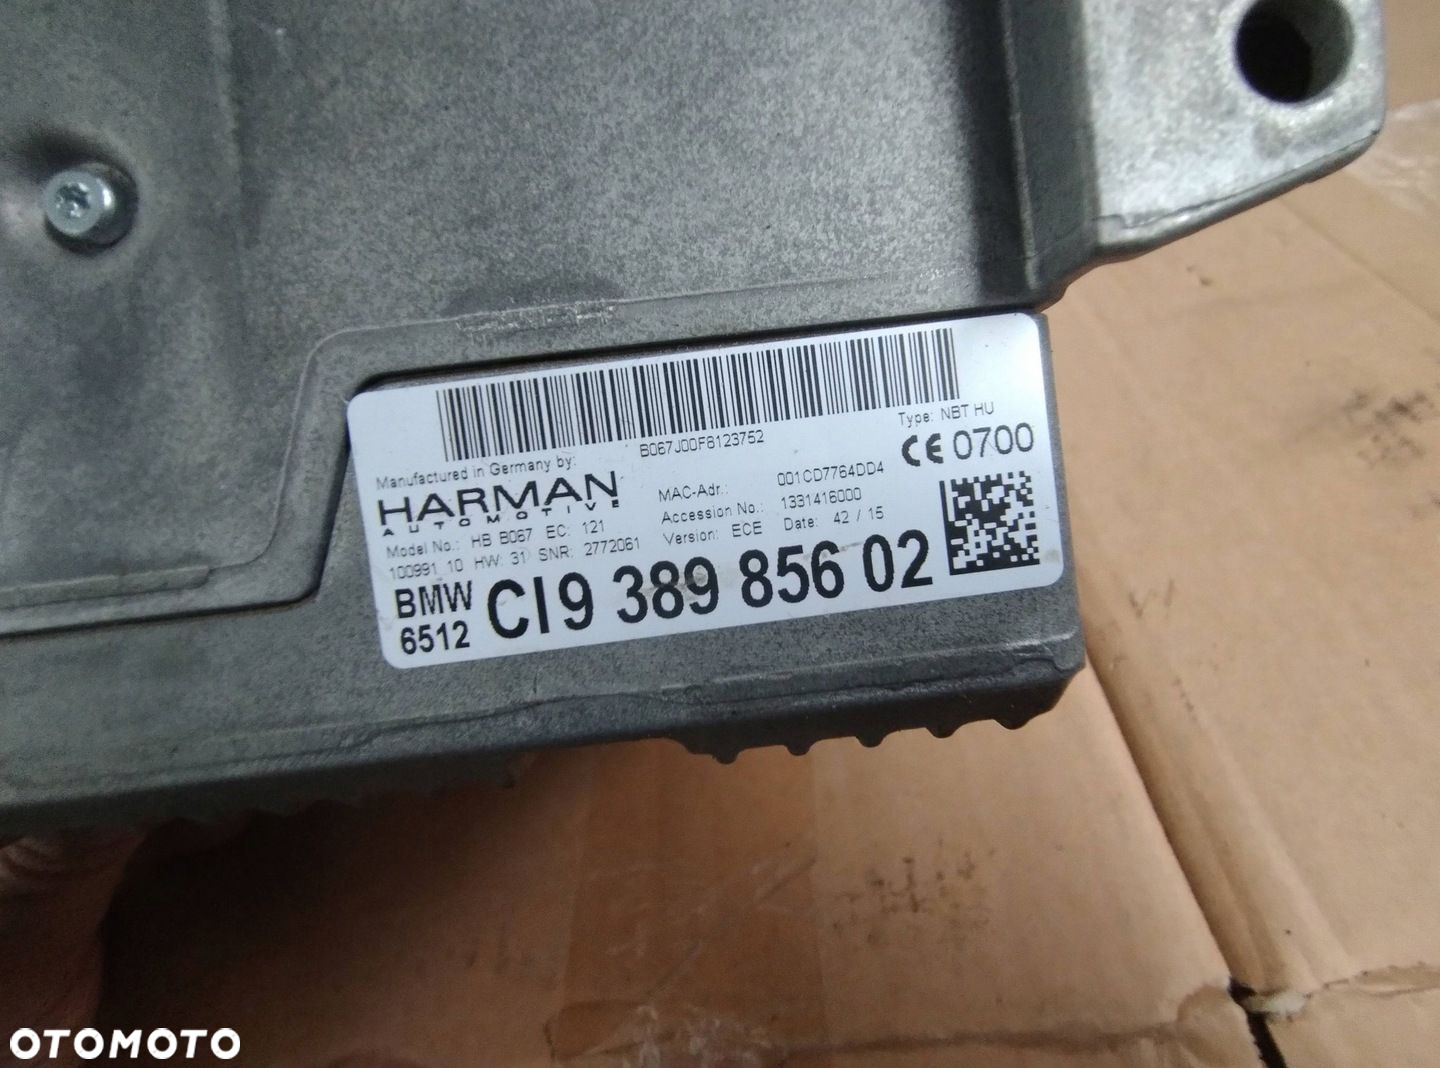 B067J00F8123752
Type: NBT HU
Manufactured in Germany by:
HARMAN
AUTOMOTIVE
MAC-Adr.: 001CD7764DD4
CE 0700
Model No.: HB B067 EC: 121
Accession No.: 1331416000
100991 10 HW: 31 SNR: 2772061
Version: ECE Date: 42 / 15
BMW
6512
CI9 389 856 02
OTOMOTO